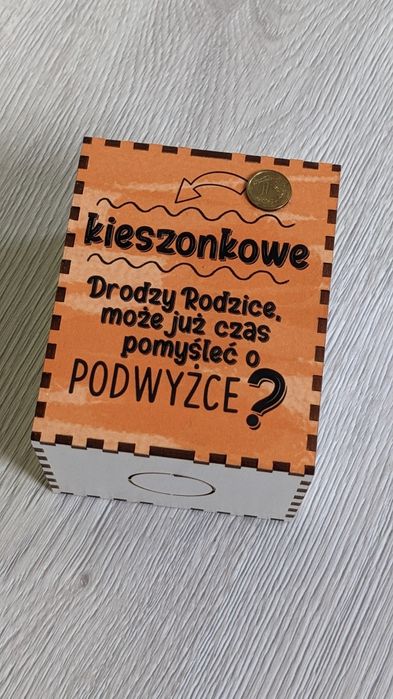 kieszonkowe
Drodzy Rodzice,
może już czas
pomyśleć o
PODWYŻCE?